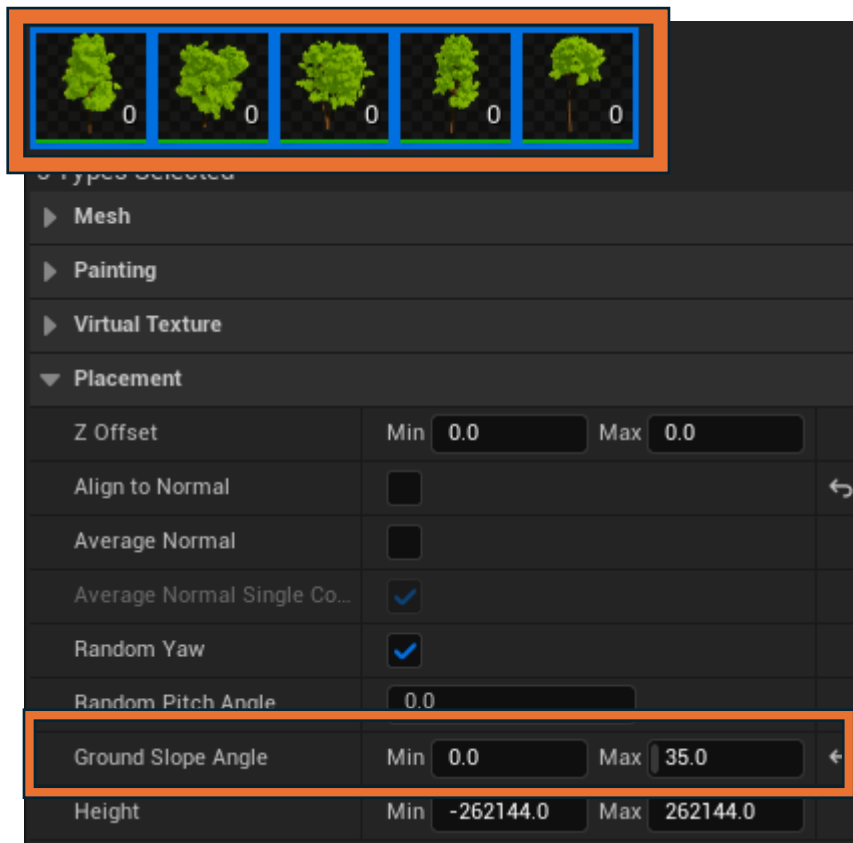 0 0 0 0 0
Types Selected
Mesh
Painting
Virtual Texture
Placement
Z Offset Min 0.0 Max 0.0
Align to Normal
Average Normal
Average Normal Single Co...
Random Yaw
Random Pitch Angle 0.0
Ground Slope Angle Min 0.0 Max 35.0
Height Min -262144.0 Max 262144.0